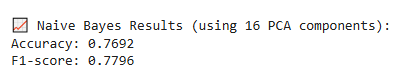 📈 Naive Bayes Results (using 16 PCA components):
Accuracy: 0.7692
F1-score: 0.7796